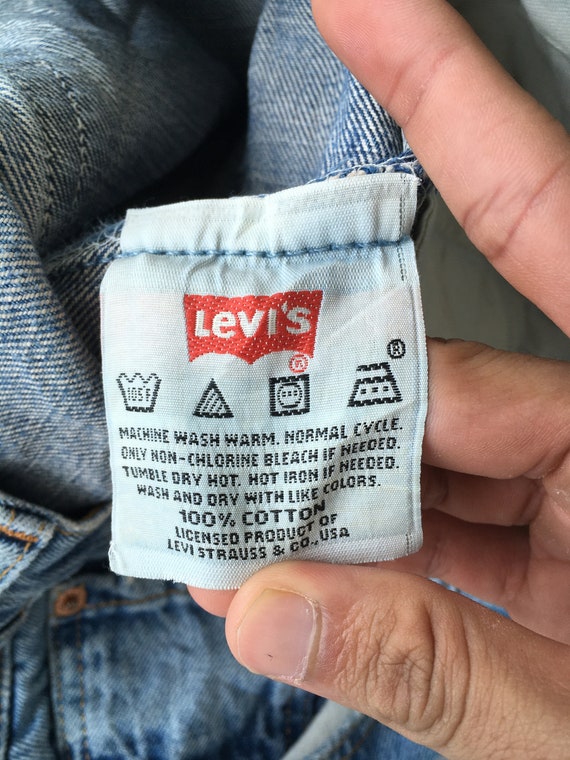 Levi's
®
®
105°F
MACHINE WASH WARM. NORMAL CYCLE.
ONLY NON-CHLORINE BLEACH IF NEEDED.
TUMBLE DRY HOT. HOT IRON IF NEEDED.
WASH AND DRY WITH LIKE COLORS.
100% COTTON
LICENSED PRODUCT OF
LEVI STRAUSS & CO., USA